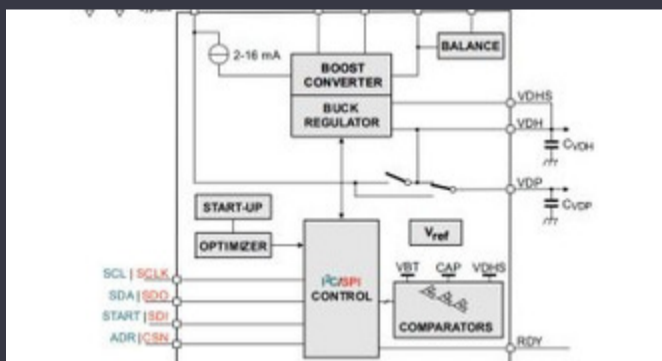 2-16 mA
BALANCE
BOOST
CONVERTER
BUCK
REGULATOR
VDHS
VDH
CVDH
VDP
CVDP
START-UP
OPTIMIZER
Vref
I²C/SPI
CONTROL
VBT CAP VDHS
COMPARATORS
SCL | SCLK
SDA | SDO
START | SDI
ADR | CSN
RDY